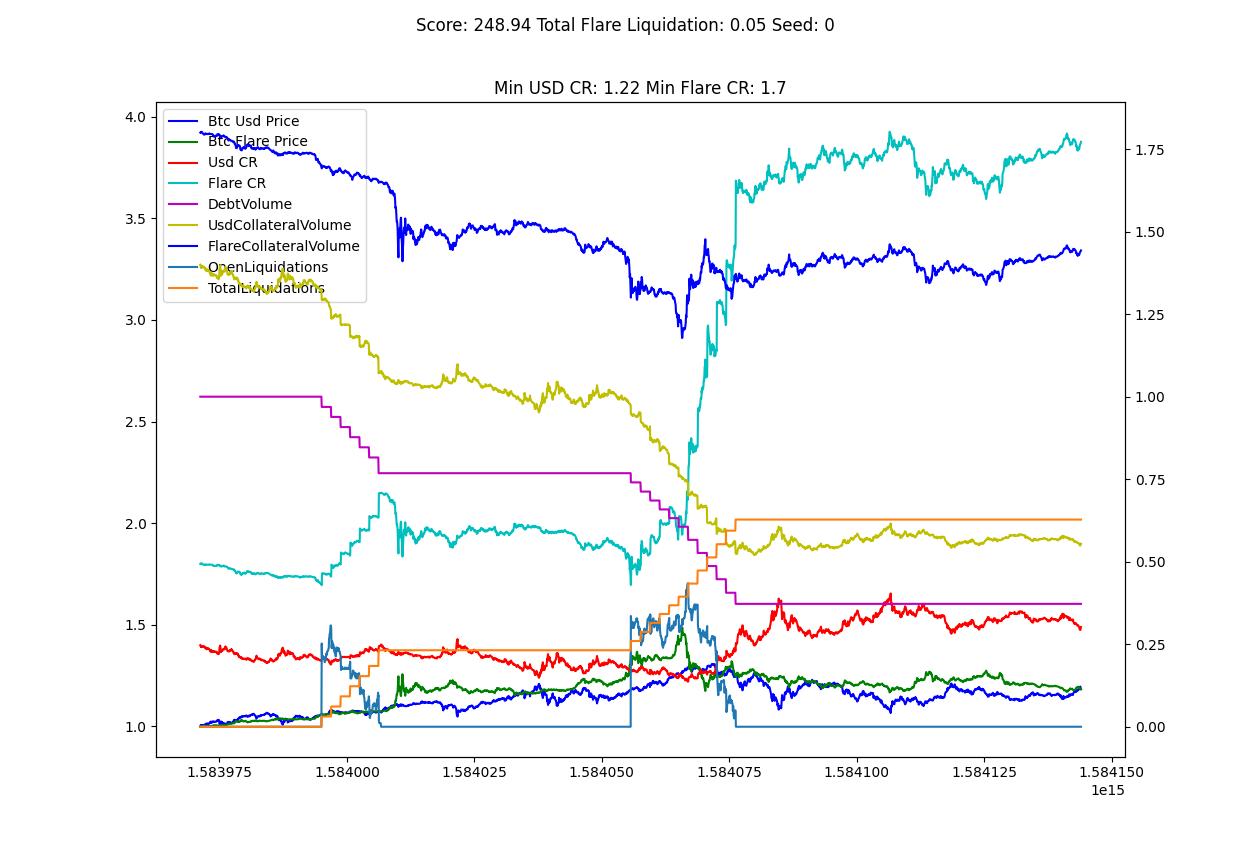 Score: 248.94 Total Flare Liquidation: 0.05 Seed: 0
Min USD CR: 1.22 Min Flare CR: 1.7
Btc Usd Price
Btc Flare Price
Usd CR
Flare CR
DebtVolume
UsdCollateralVolume
FlareCollateralVolume
OpenLiquidations
TotalLiquidations
4.0
3.5
3.0
2.5
2.0
1.5
1.0
1.75
1.50
1.25
1.00
0.75
0.50
0.25
0.00
1.583975 1.584000 1.584025 1.584050 1.584075 1.584100 1.584125 1.584150
1e15